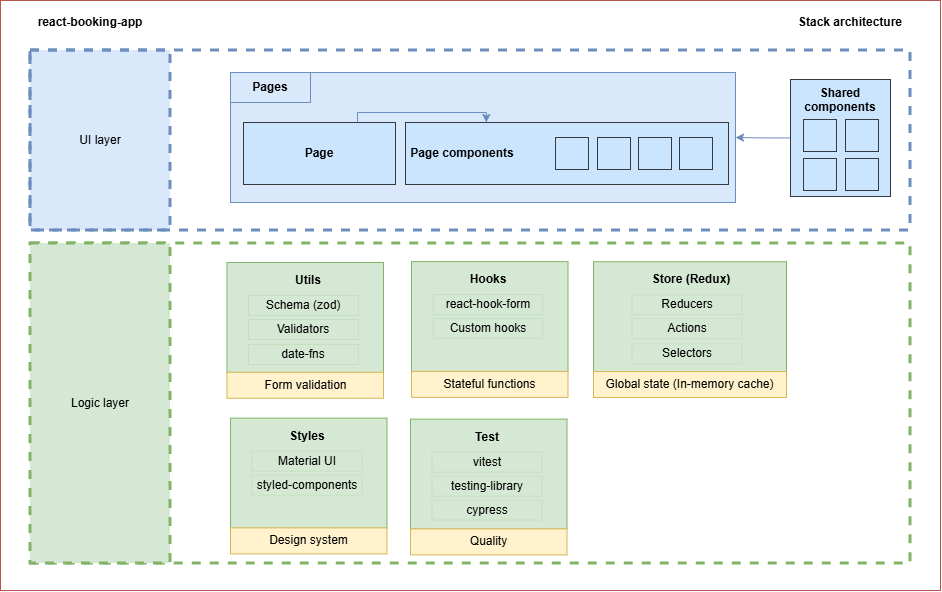 react-booking-app
Stack architecture
UI layer
Pages
Page
Page components
Shared
components
Logic layer
Utils
Schema (zod)
Validators
date-fns
Form validation
Hooks
react-hook-form
Custom hooks
Stateful functions
Store (Redux)
Reducers
Actions
Selectors
Global state (In-memory cache)
Styles
Material UI
styled-components
Design system
Test
vitest
testing-library
cypress
Quality